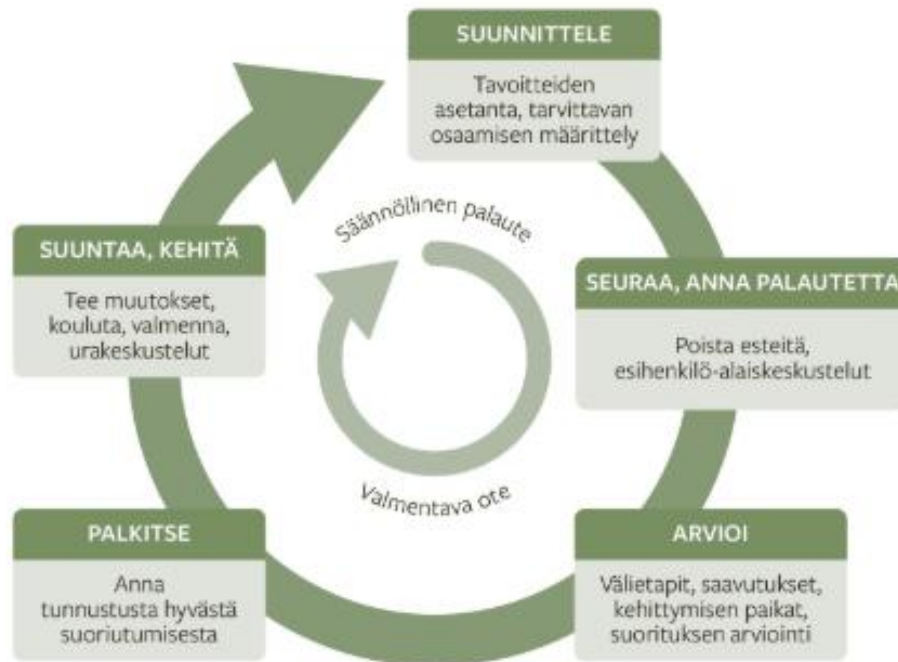 SUUNNITTELE
Tavoitteiden
asetanta, tarvittavan
osaamisen määrittely
SEURAA, ANNA PALAUTETTA
Poista esteitä,
esihenkilö-alaiskeskustelut
ARVIOI
Välietapit, saavutukset,
kehittymisen paikat,
suorituksen arviointi
PALKITSE
Anna
tunnustusta hyvästä
suoriutumisesta
SUUNTAA, KEHITÄ
Tee muutokset,
kouluta, valmenna,
urakeskustelut
Säännöllinen palaute
Valmentava ote